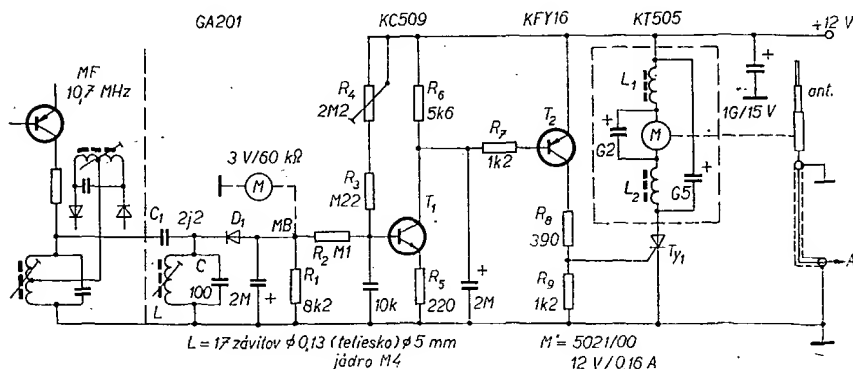 GA201
KC509
KFY16
KT505
+12 V
MF
10,7 MHz
R4
2M2
R6
5k6
T2
L1
1G/15 V
ant.
R7
1k2
M
G2
3 V/60 kΩ
M
R3
M22
T1
L2
G5
C1
2j2
D1
MB
R8
390
Ty1
R2 M1
A
C
100
2M
R1
8k2
10k
R5
220
2M
R9
1k2
L
L = 17 závitov ϕ 0,13 (teliesko) ϕ 5 mm
jádro M4
M = 5021/00
12 V/0,16 A